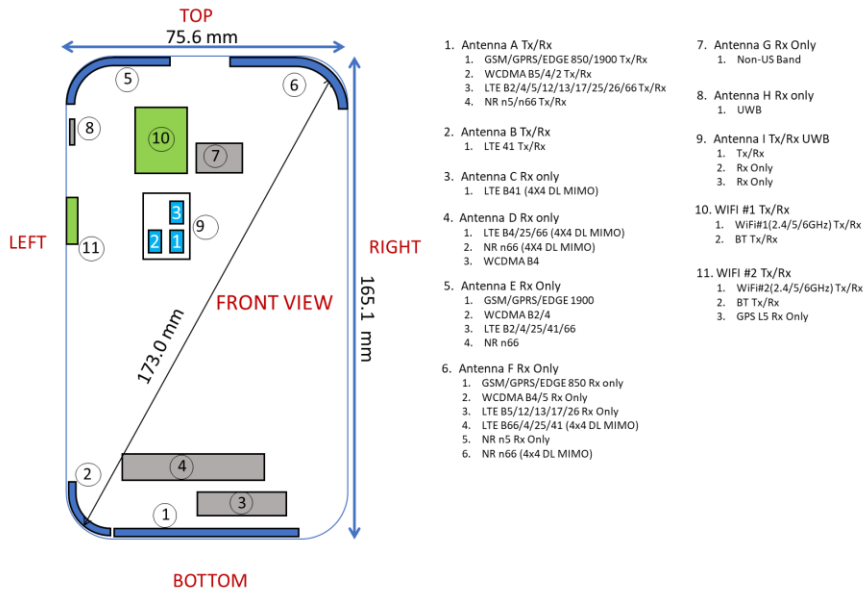 TOP
75.6 mm
5
6
8
10
7
3
9
2
1
11
LEFT
RIGHT
FRONT VIEW
165.1 mm
173.0 mm
4
2
3
1
BOTTOM
1. Antenna A Tx/Rx
1. GSM/GPRS/EDGE 850/1900 Tx/Rx
2. WCDMA B5/4/2 Tx/Rx
3. LTE B2/4/5/12/13/17/25/26/66 Tx/Rx
4. NR n5/n66 Tx/Rx
2. Antenna B Tx/Rx
1. LTE 41 Tx/Rx
3. Antenna C Rx only
1. LTE B41 (4X4 DL MIMO)
4. Antenna D Rx only
1. LTE B4/25/66 (4X4 DL MIMO)
2. NR n66 (4X4 DL MIMO)
3. WCDMA B4
5. Antenna E Rx Only
1. GSM/GPRS/EDGE 1900
2. WCDMA B2/4
3. LTE B2/4/25/41/66
4. NR n66
6. Antenna F Rx Only
1. GSM/GPRS/EDGE 850 Rx only
2. WCDMA B4/5 Rx Only
3. LTE B5/12/13/17/26 Rx Only
4. LTE B66/4/25/41 (4x4 DL MIMO)
5. NR n5 Rx Only
6. NR n66 (4x4 DL MIMO)
7. Antenna G Rx Only
1. Non-US Band
8. Antenna H Rx only
1. UWB
9. Antenna I Tx/Rx UWB
1. Tx/Rx
2. Rx Only
3. Rx Only
10. WIFI #1 Tx/Rx
1. WiFi#1(2.4/5/6GHz) Tx/Rx
2. BT Tx/Rx
11. WIFI #2 Tx/Rx
1. WiFi#2(2.4/5/6GHz) Tx/Rx
2. BT Tx/Rx
3. GPS L5 Rx Only